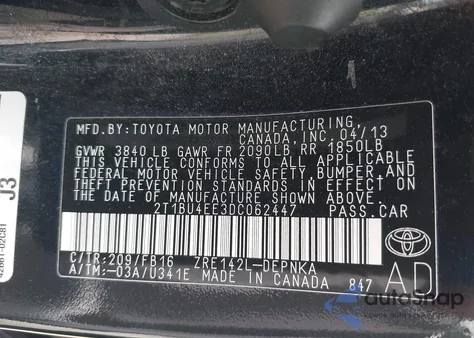 MFD.BY:TOYOTA MOTOR MANUFACTURING,
CANADA, INC. 04/13
GVWR 3840 LB GAWR FR 2090LB RR 1850LB
THIS VEHICLE CONFORMS TO ALL APPLICABLE
FEDERAL MOTOR VEHICLE SAFETY, BUMPER, AND
THEFT PREVENTION STANDARDS IN EFFECT ON
THE DATE OF MANUFACTURE SHOWN ABOVE.
2T1BU4EE3DC062447 PASS.CAR
C/TR:209/FB16 ZRE142L-DEPNKA
A/TM:-03A/U341E MADE IN CANADA 847
AD
J3
42661-02C81
autoSnap